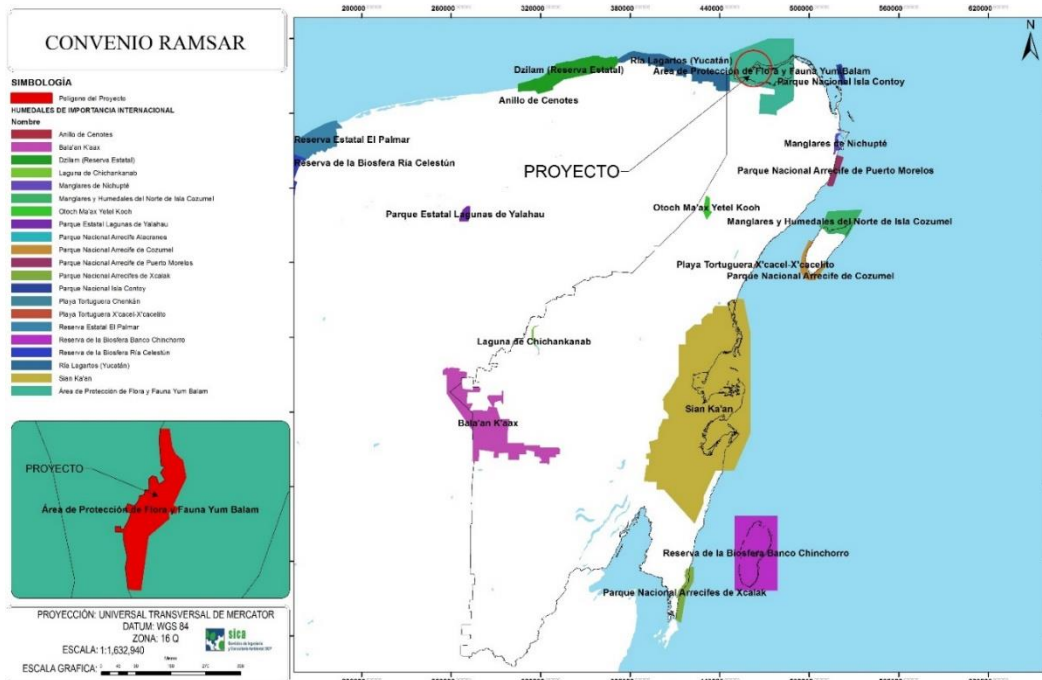 CONVENIO RAMSAR
SIMBOLOGÍA
Polígono del Proyecto
HUMEDALES DE IMPORTANCIA INTERNACIONAL
Nombre
Anillo de Cenotes
Bala'an K'aax
Dzilam (Reserva Estatal)
Laguna de Chichankanab
Manglares de Nichupté
Manglares y Humedales del Norte de Isla Cozumel
Otoch Ma'ax Yetel Kooh
Parque Estatal Lagunas de Yalahau
Parque Nacional Arrecife Alacranes
Parque Nacional Arrecife de Cozumel
Parque Nacional Arrecife de Puerto Morelos
Parque Nacional Arrecifes de Xcalak
Parque Nacional Isla Contoy
Playa Tortuguera Chenkán
Playa Tortuguera X'cacel-X'cacelito
Reserva Estatal El Palmar
Reserva de la Biosfera Banco Chinchorro
Reserva de la Biosfera Ría Celestún
Ría Lagartos (Yucatán)
Sian Ka'an
Área de Protección de Flora y Fauna Yum Balam
PROYECTO
Área de Protección de Flora y Fauna Yum Balam
PROYECCIÓN: UNIVERSAL TRANSVERSAL DE MERCATOR
DATUM: WGS 84
ZONA: 16 Q
ESCALA: 1:1,632,940
ESCALA GRAFICA:
sica
N
Ría Lagartos (Yucatán)
Dzilam (Reserva Estatal)
Área de Protección de Flora y Fauna Yum Balam
Parque Nacional Isla Contoy
Anillo de Cenotes
Reserva Estatal El Palmar
Manglares de Nichupté
Reserva de la Biosfera Ría Celestún
PROYECTO
Parque Nacional Arrecife de Puerto Morelos
Otoch Ma'ax Yetel Kooh
Parque Estatal Lagunas de Yalahau
Manglares y Humedales del Norte de Isla Cozumel
Playa Tortuguera X'cacel-X'cacelito
Parque Nacional Arrecife de Cozumel
Laguna de Chichankanab
Sian Ka'an
Bala'an K'aax
Reserva de la Biosfera Banco Chinchorro
Parque Nacional Arrecifes de Xcalak